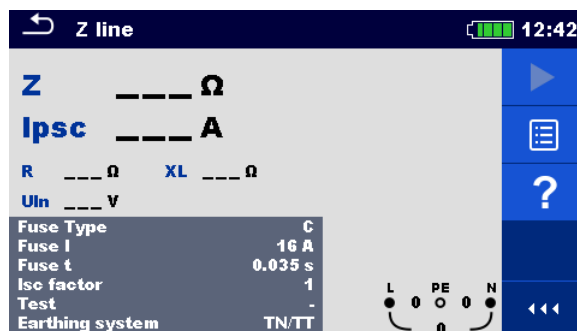 Z line 12:42
Z ___ Ω
Ipsc ___ A
R ___ Ω XL ___ Ω
Uln ___ V
?
Fuse Type C
Fuse I 16 A
Fuse t 0.035 s
Isc factor 1
Test -
Earthing system TN/TT
L PE N
0 0
0